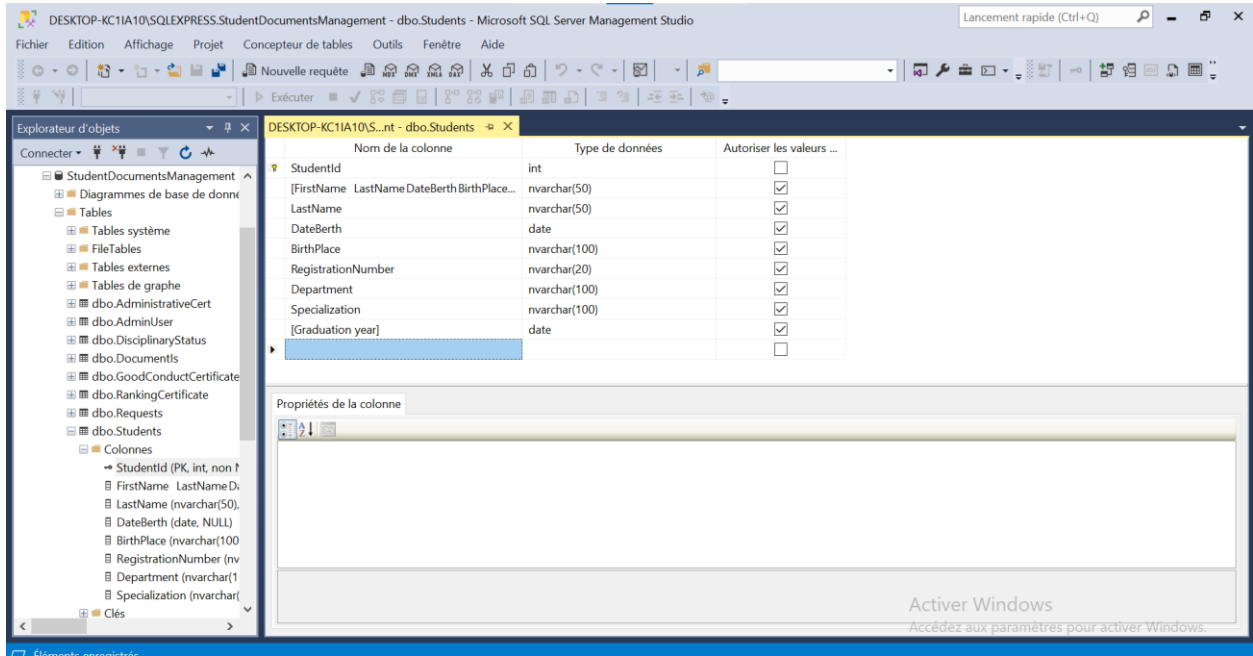 DESKTOP-KC1IA10\SQLEXPRESS.StudentDocumentsManagement - dbo.Students - Microsoft SQL Server Management Studio
Lancement rapide (Ctrl+Q)
Fichier Edition Affichage Projet Concepteur de tables Outils Fenêtre Aide
Nouvelle requête MDX DMX XMLA DAX
Exécuter
Explorateur d'objets
Connecter
StudentDocumentsManagement
Diagrammes de base de donné
Tables
Tables système
FileTables
Tables externes
Tables de graphe
dbo.AdministrativeCert
dbo.AdminUser
dbo.DisciplinaryStatus
dbo.DocumentIs
dbo.GoodConductCertificate
dbo.RankingCertificate
dbo.Requests
dbo.Students
Colonnes
StudentId (PK, int, non N
FirstName LastName Da
LastName (nvarchar(50),
DateBerth (date, NULL)
BirthPlace (nvarchar(100
RegistrationNumber (nv
Department (nvarchar(1
Specialization (nvarchar(
Clés
DESKTOP-KC1IA10\S...nt - dbo.Students
Nom de la colonne Type de données Autoriser les valeurs ...
StudentId int
[FirstName LastName DateBerth BirthPlace... nvarchar(50)
LastName nvarchar(50)
DateBerth date
BirthPlace nvarchar(100)
RegistrationNumber nvarchar(20)
Department nvarchar(100)
Specialization nvarchar(100)
[Graduation year] date
Propriétés de la colonne
Activer Windows
Accédez aux paramètres pour activer Windows.
Éléments enregistrés